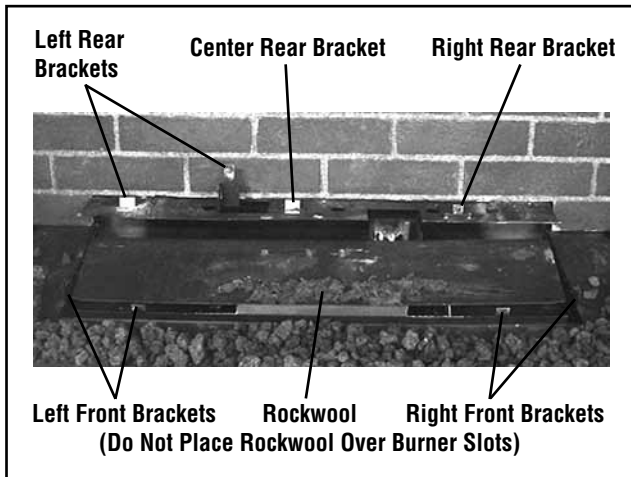 Left Rear
Brackets
Center Rear Bracket
Right Rear Bracket
Left Front Brackets
Rockwool
Right Front Brackets
(Do Not Place Rockwool Over Burner Slots)